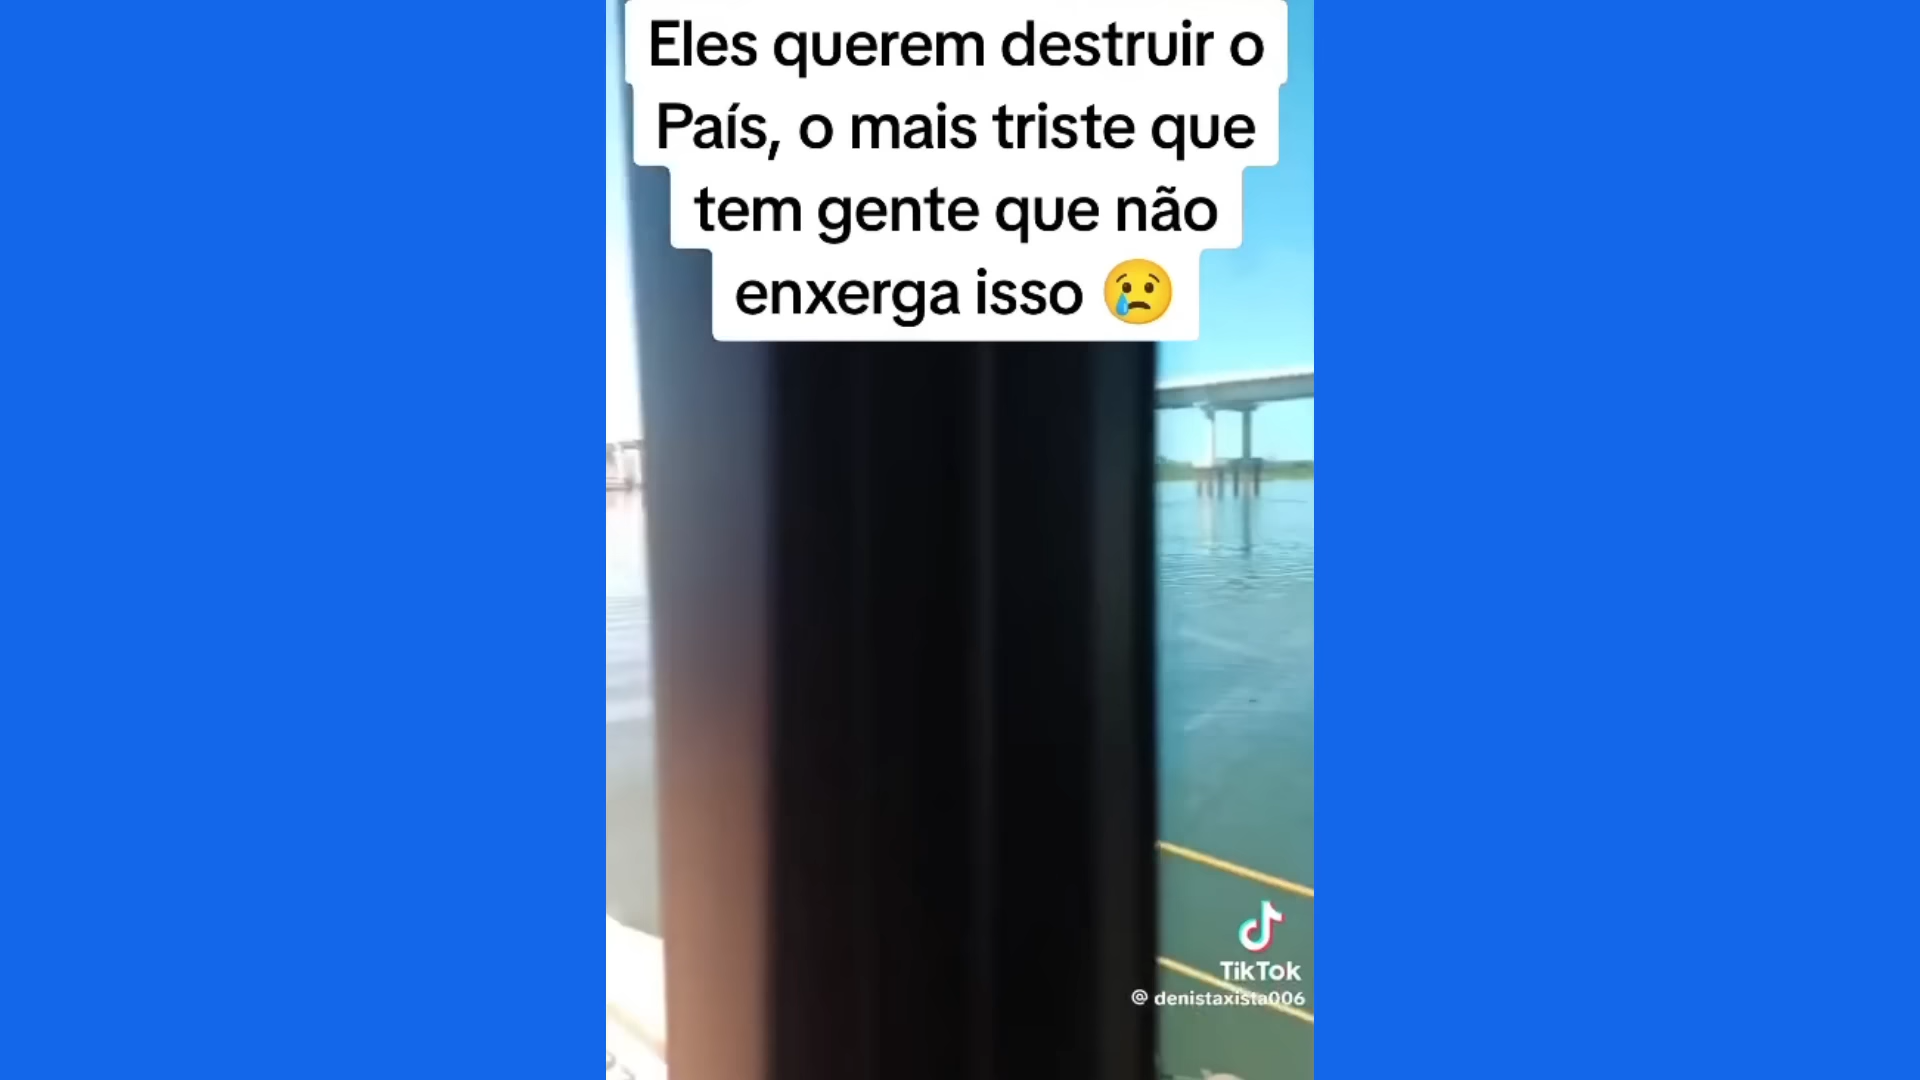 Eles querem destruir o
País, o mais triste que
tem gente que não
enxerga isso 😢
TikTok
@ denistaxista006